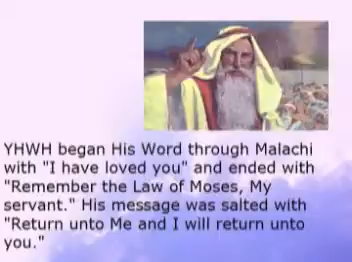 YHWH began His Word through Malachi
with "I have loved you" and ended with
"Remember the Law of Moses, My
servant." His message was salted with
"Return unto Me and I will return unto
you."